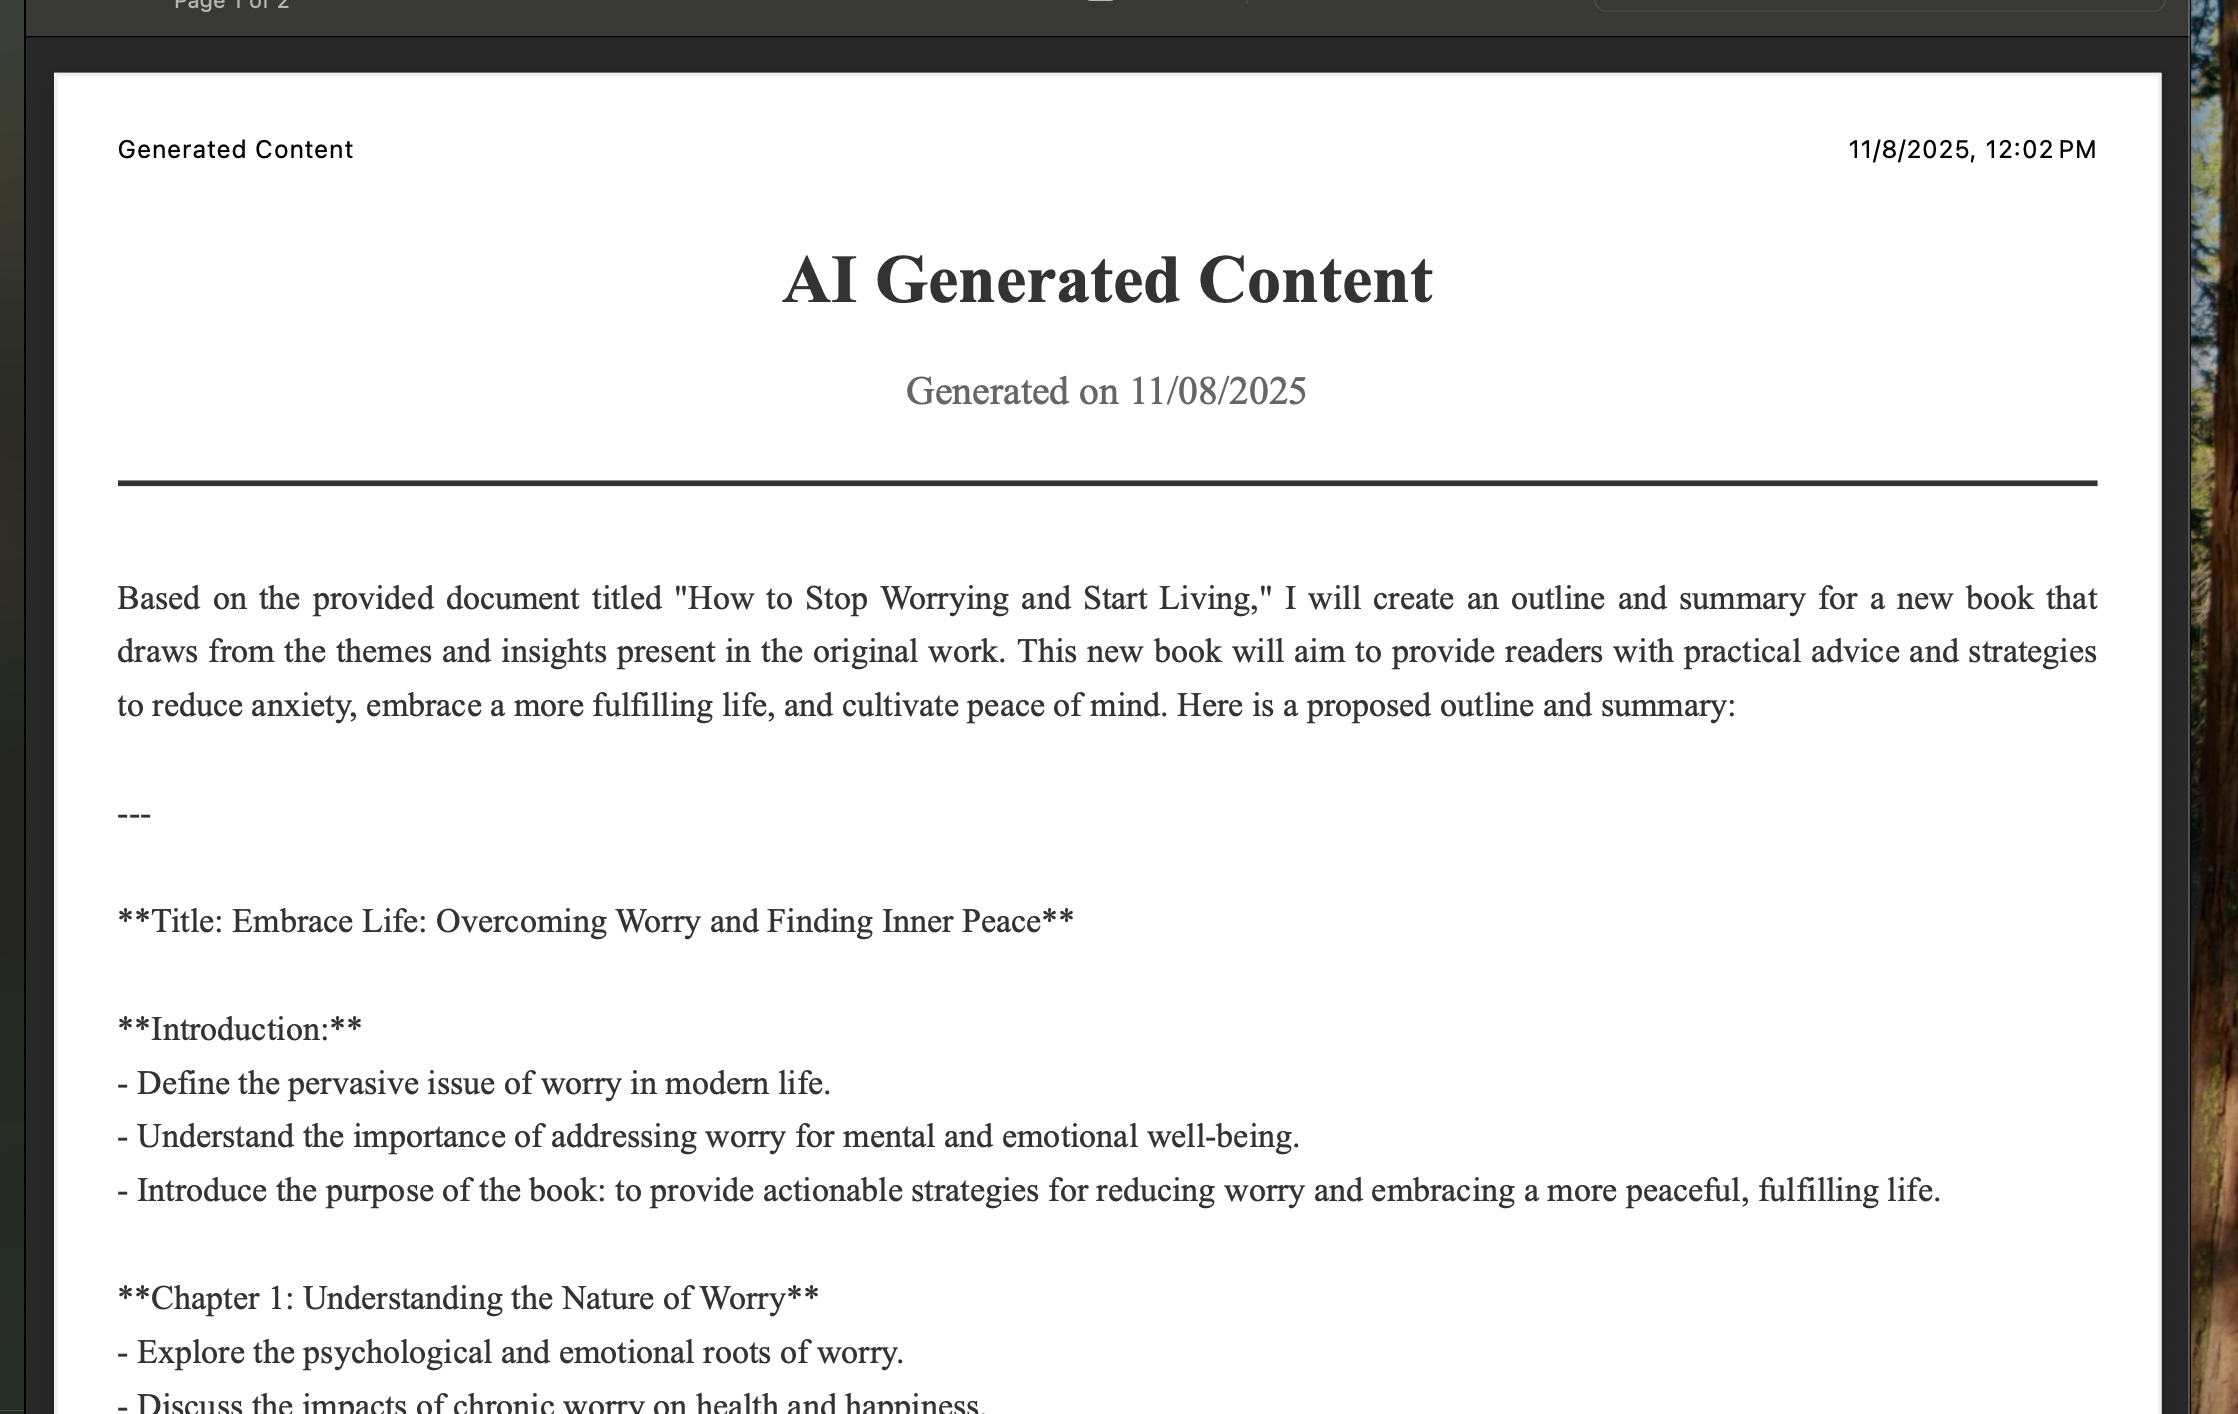 Page 1 of 2
Generated Content
11/8/2025, 12:02 PM
AI Generated Content
Generated on 11/08/2025
Based on the provided document titled "How to Stop Worrying and Start Living," I will create an outline and summary for a new book that
draws from the themes and insights present in the original work. This new book will aim to provide readers with practical advice and strategies
to reduce anxiety, embrace a more fulfilling life, and cultivate peace of mind. Here is a proposed outline and summary:
---
**Title: Embrace Life: Overcoming Worry and Finding Inner Peace**
**Introduction:**
- Define the pervasive issue of worry in modern life.
- Understand the importance of addressing worry for mental and emotional well-being.
- Introduce the purpose of the book: to provide actionable strategies for reducing worry and embracing a more peaceful, fulfilling life.
**Chapter 1: Understanding the Nature of Worry**
- Explore the psychological and emotional roots of worry.
- Discuss the impacts of chronic worry on health and happiness.